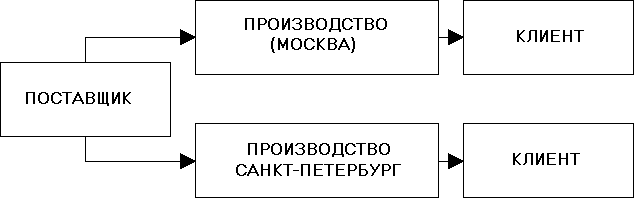 ПРОИЗВОДСТВО
(МОСКВА)
КЛИЕНТ
ПОСТАВЩИК
ПРОИЗВОДСТВО
САНКТ-ПЕТЕРБУРГ
КЛИЕНТ